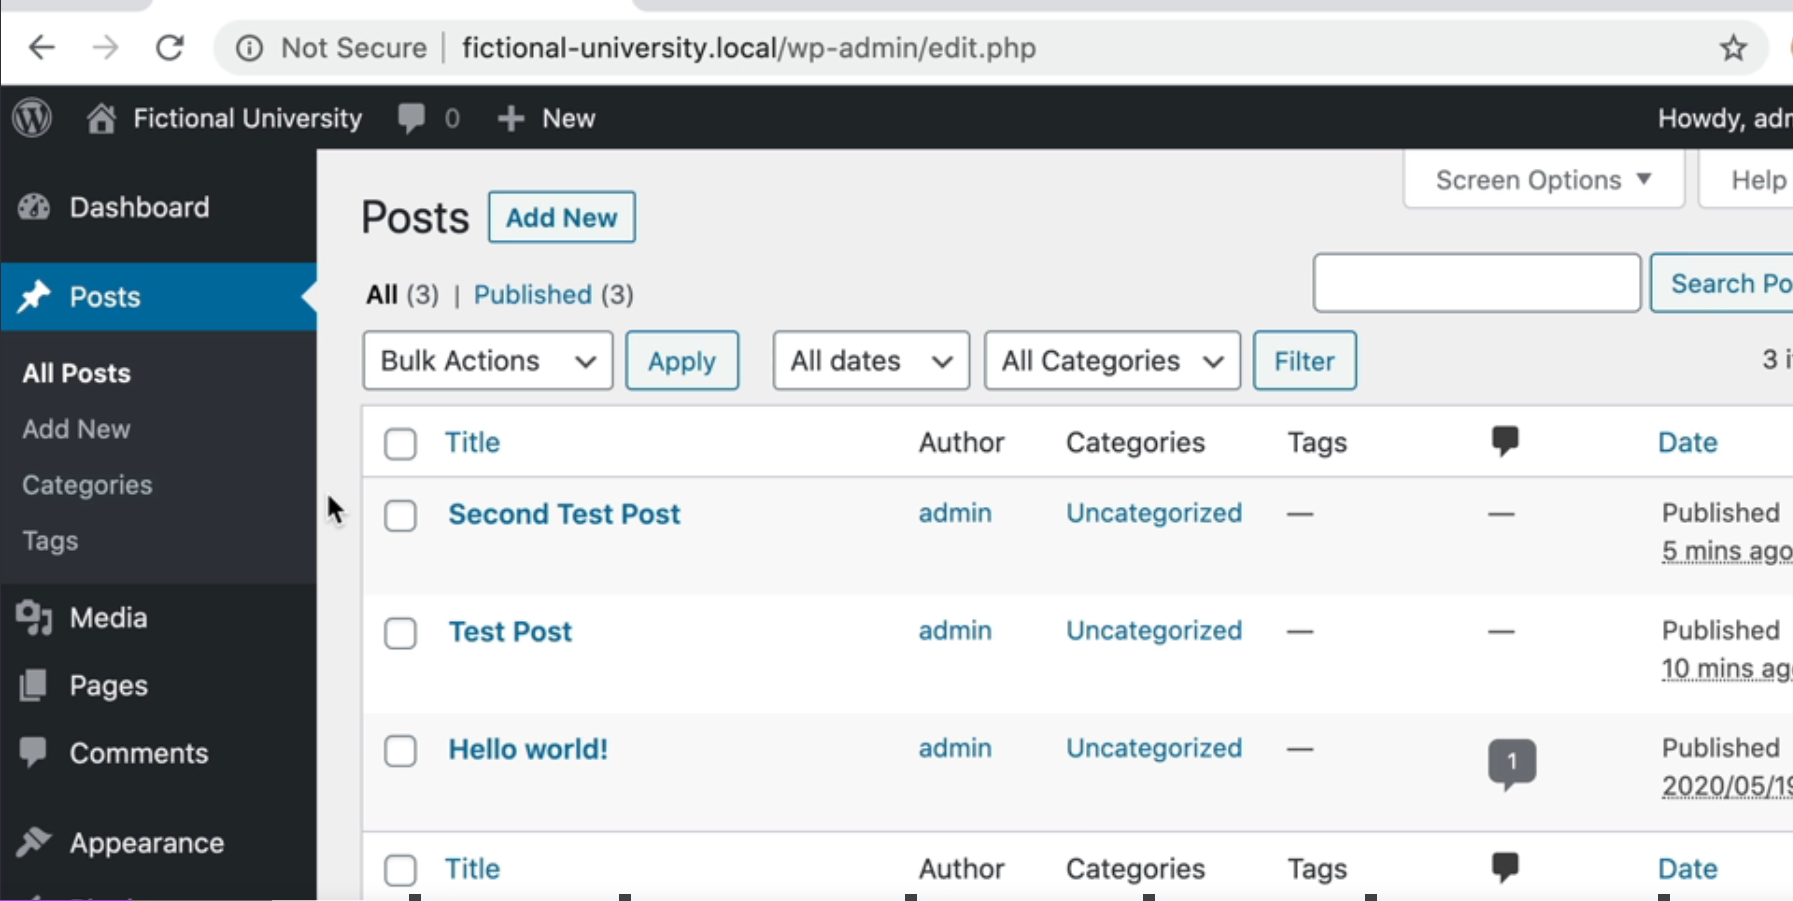 Not Secure | fictional-university.local/wp-admin/edit.php
Fictional University 0 + New Howdy,
Screen Options ▼ Help
Dashboard
Posts Add New
Posts
All (3) | Published (3)
Search
Bulk Actions Apply All dates All Categories Filter 3
All Posts
Add New
Categories
Tags
Media
Pages
Comments
Appearance
Title Author Categories Tags Date
Second Test Post admin Uncategorized — — Published
5 mins ago
Test Post admin Uncategorized — — Published
10 mins
Hello world! admin Uncategorized — 1 Published
2020/05/19
Title Author Categories Tags Date